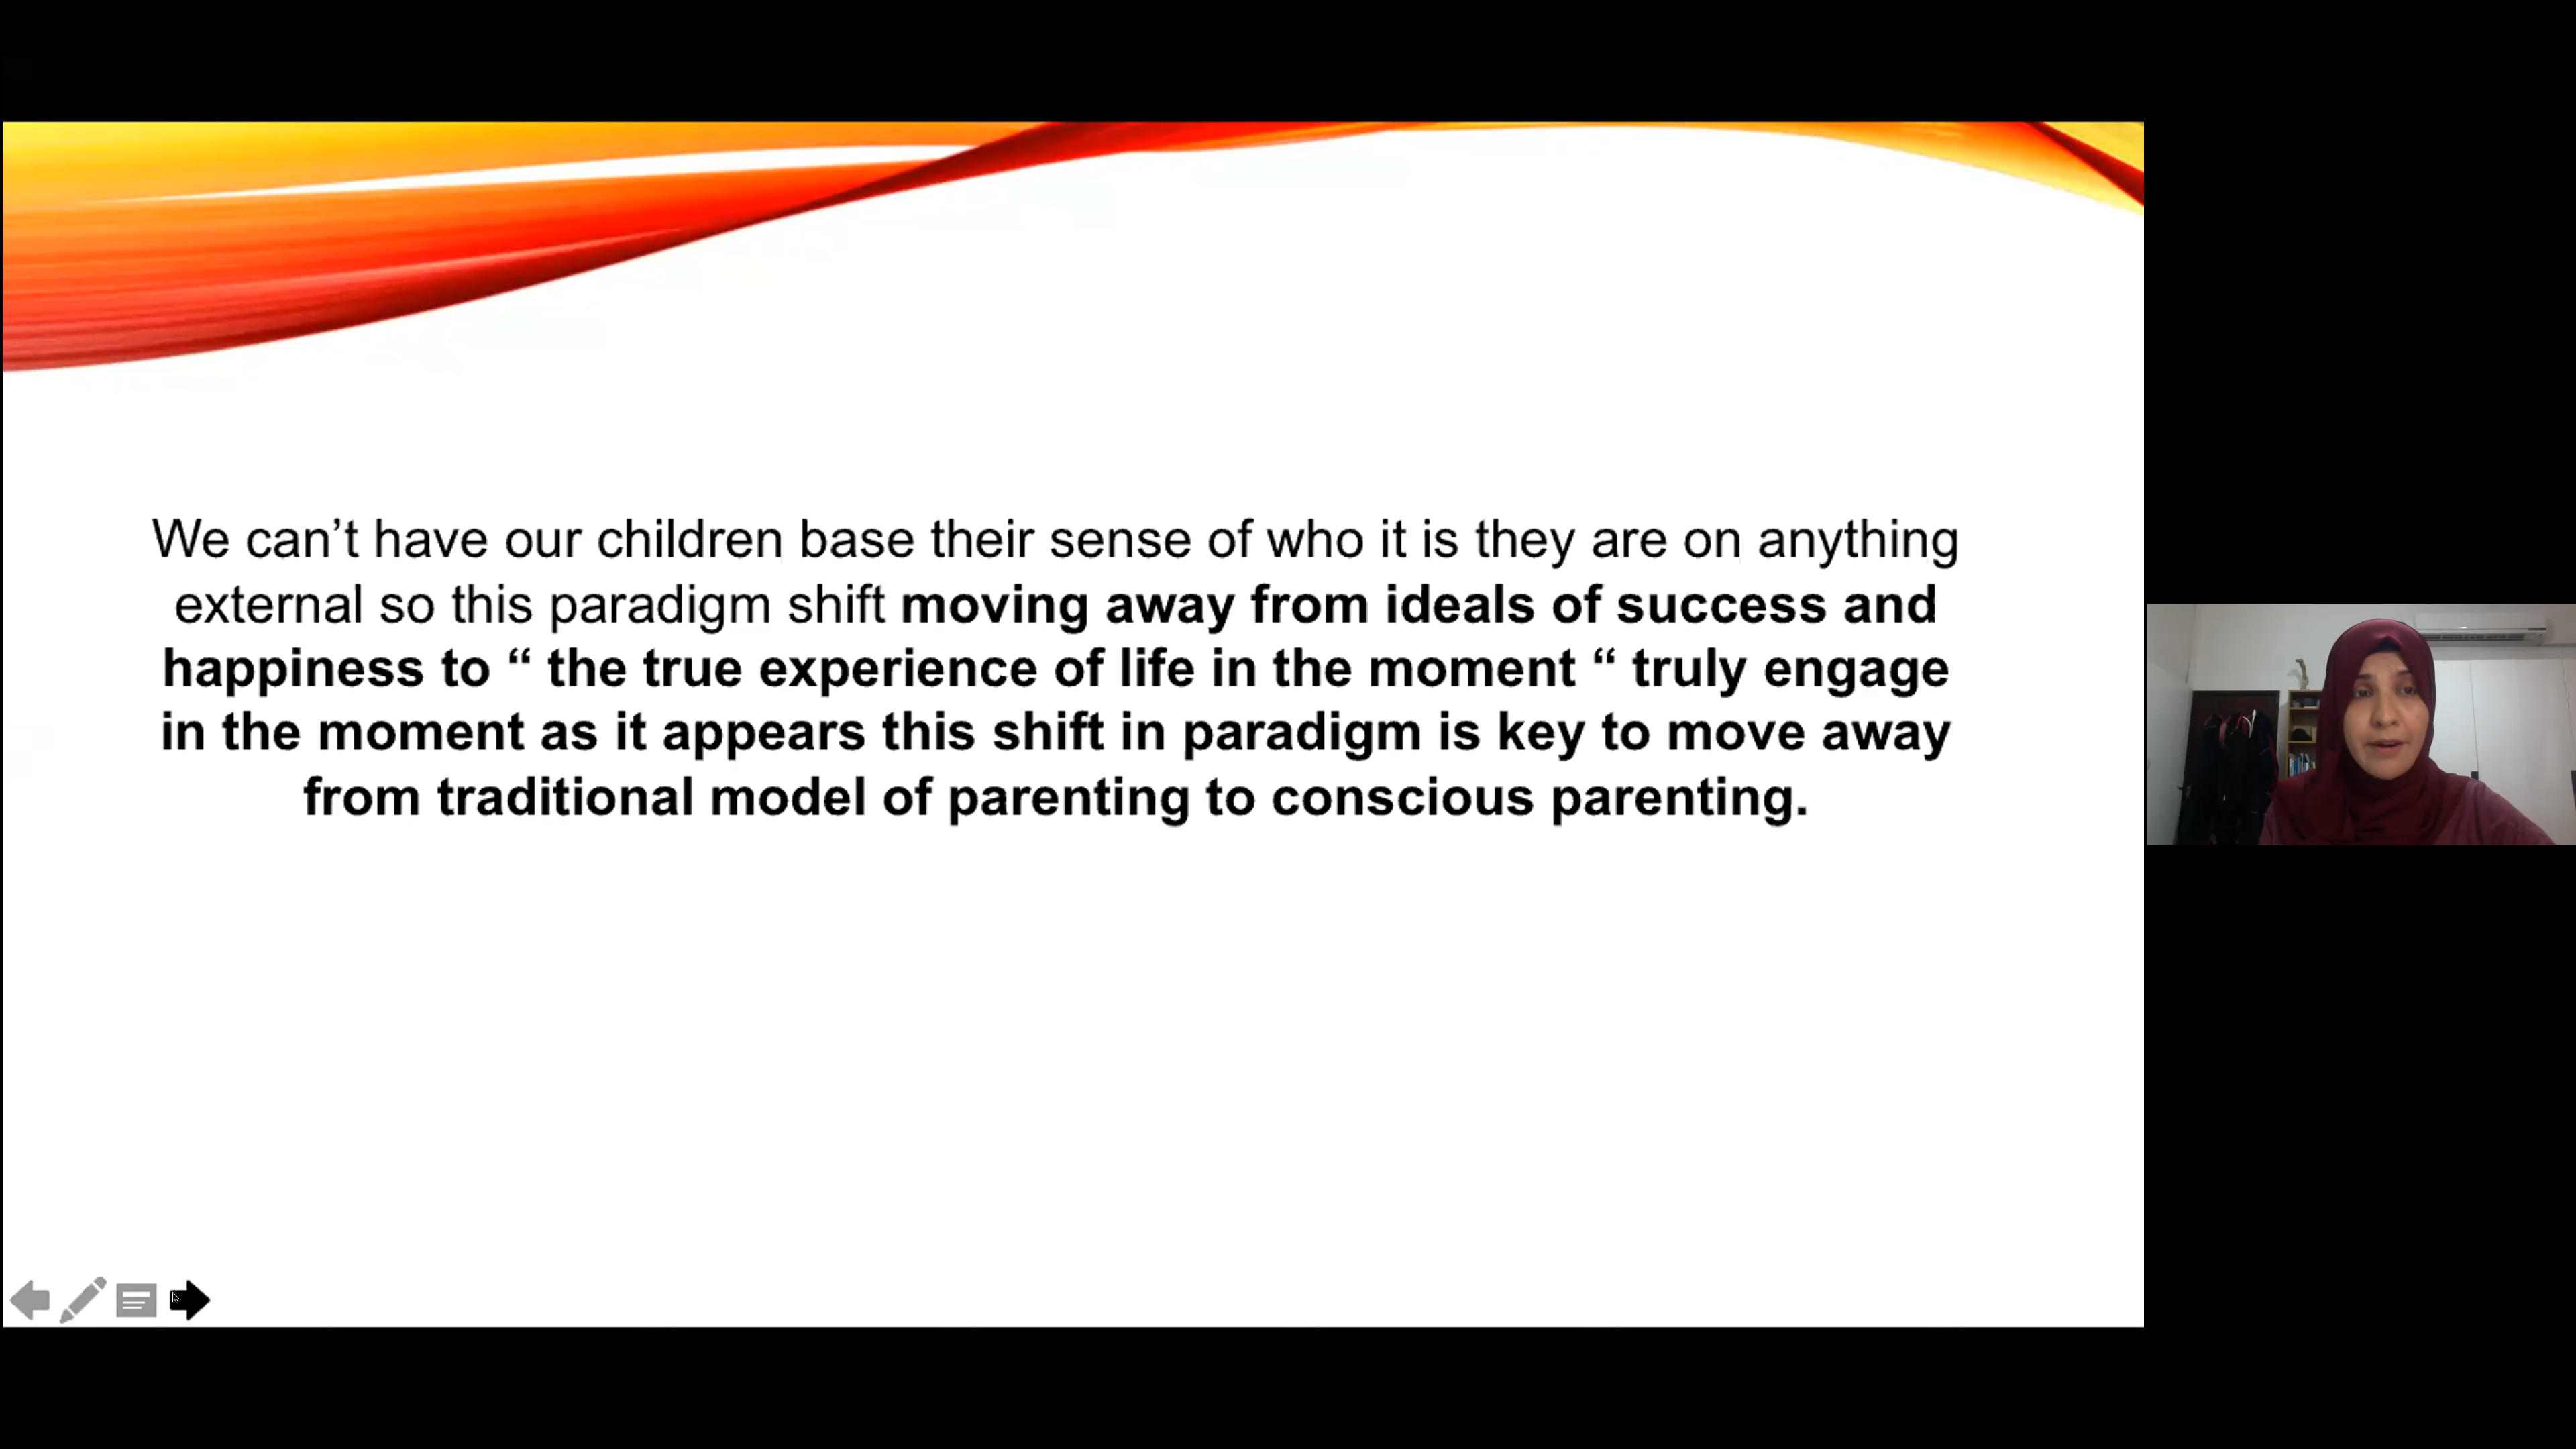 We can’t have our children base their sense of who it is they are on anything
external so this paradigm shift moving away from ideals of success and
happiness to “ the true experience of life in the moment “ truly engage
in the moment as it appears this shift in paradigm is key to move away
from traditional model of parenting to conscious parenting.